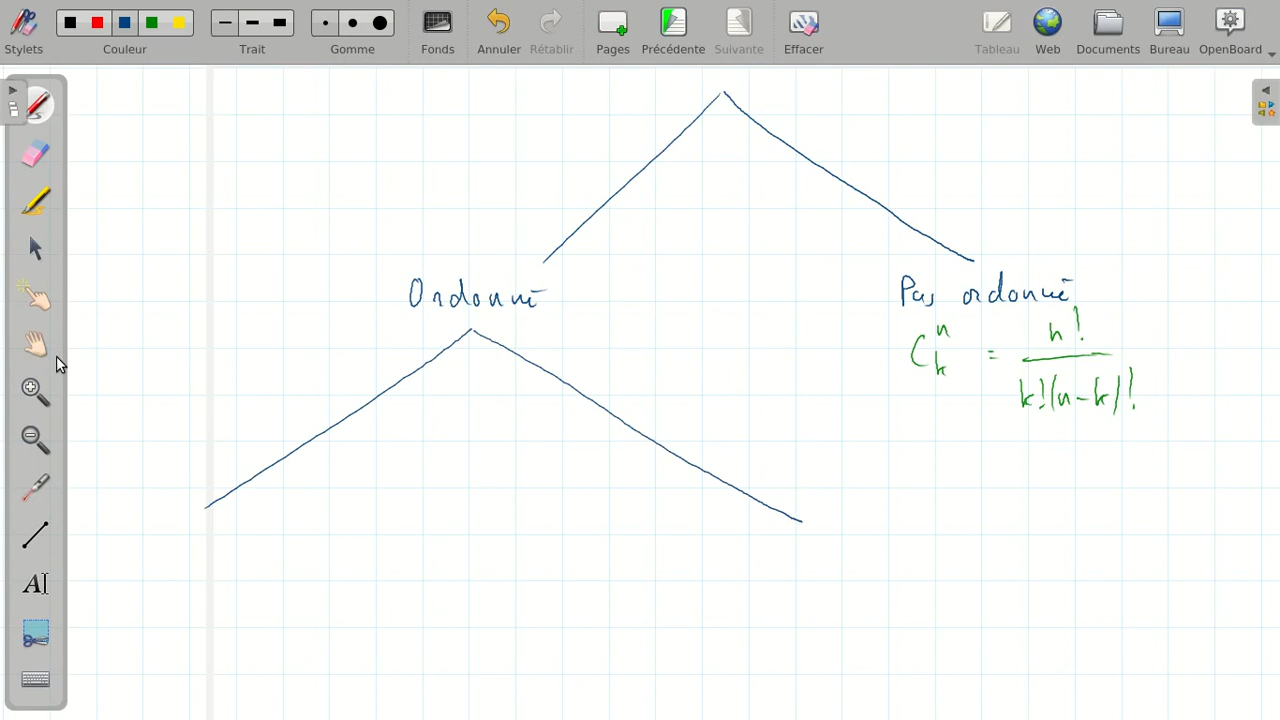 Stylets
Couleur
Trait
Gomme
Fonds
Annuler
Rétablir
Pages
Précédente
Suivante
Effacer
Tableau
Web
Documents
Bureau
OpenBoard
Ordonné
Pas ordonné
C^n_k = n! / k!(n-k)!
A